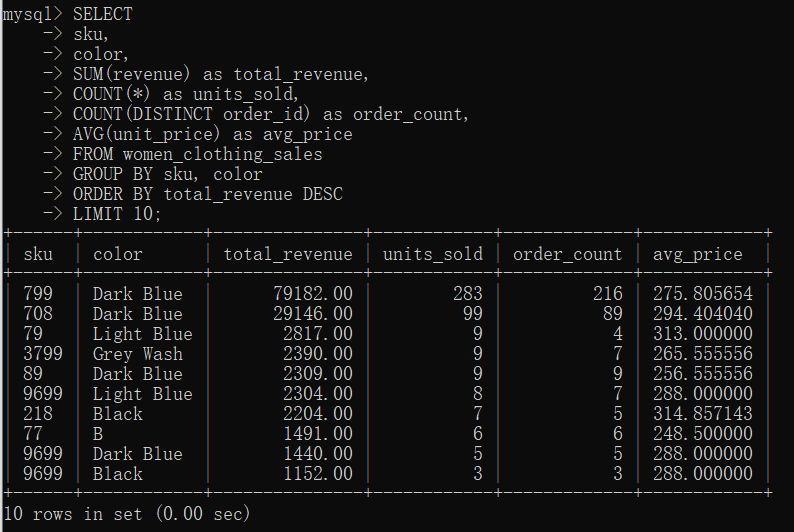 mysql> SELECT
    -> sku,
    -> color,
    -> SUM(revenue) as total_revenue,
    -> COUNT(*) as units_sold,
    -> COUNT(DISTINCT order_id) as order_count,
    -> AVG(unit_price) as avg_price
    -> FROM women_clothing_sales
    -> GROUP BY sku, color
    -> ORDER BY total_revenue DESC
    -> LIMIT 10;
+------+------------+---------------+------------+-------------+------------+
| sku  | color      | total_revenue | units_sold | order_count | avg_price  |
+------+------------+---------------+------------+-------------+------------+
| 799  | Dark Blue  |      79182.00 |        283 |         216 | 275.805654 |
| 708  | Dark Blue  |      29146.00 |         99 |          89 | 294.404040 |
| 79   | Light Blue |       2817.00 |          9 |           4 | 313.000000 |
| 3799 | Grey Wash  |       2390.00 |          9 |           7 | 265.555556 |
| 89   | Dark Blue  |       2309.00 |          9 |           9 | 256.555556 |
| 9699 | Light Blue |       2304.00 |          8 |           7 | 288.000000 |
| 218  | Black      |       2204.00 |          7 |           5 | 314.857143 |
| 77   | B          |       1491.00 |          6 |           6 | 248.500000 |
| 9699 | Dark Blue  |       1440.00 |          5 |           5 | 288.000000 |
| 9699 | Black      |       1152.00 |          3 |           3 | 288.000000 |
+------+------------+---------------+------------+-------------+------------+
10 rows in set (0.00 sec)